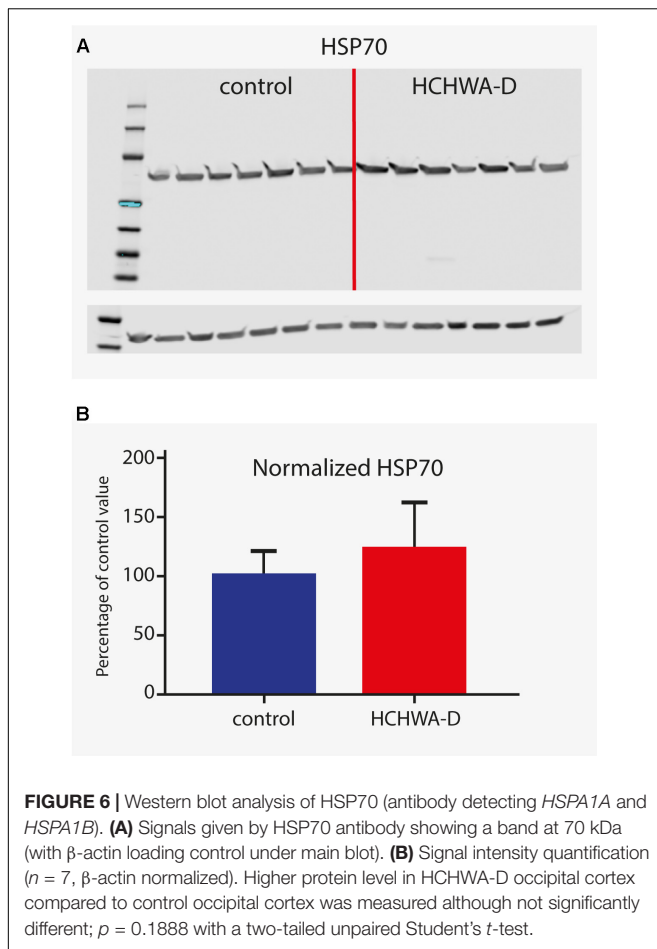 A
HSP70
control
HCHWA-D
B
Normalized HSP70
Percentage of control value
200
150
100
50
0
control
HCHWA-D
FIGURE 6 | Western blot analysis of HSP70 (antibody detecting HSPA1A and
HSPA1B). (A) Signals given by HSP70 antibody showing a band at 70 kDa
(with β-actin loading control under main blot). (B) Signal intensity quantification
(n = 7, β-actin normalized). Higher protein level in HCHWA-D occipital cortex
compared to control occipital cortex was measured although not significantly
different; p = 0.1888 with a two-tailed unpaired Student's t-test.